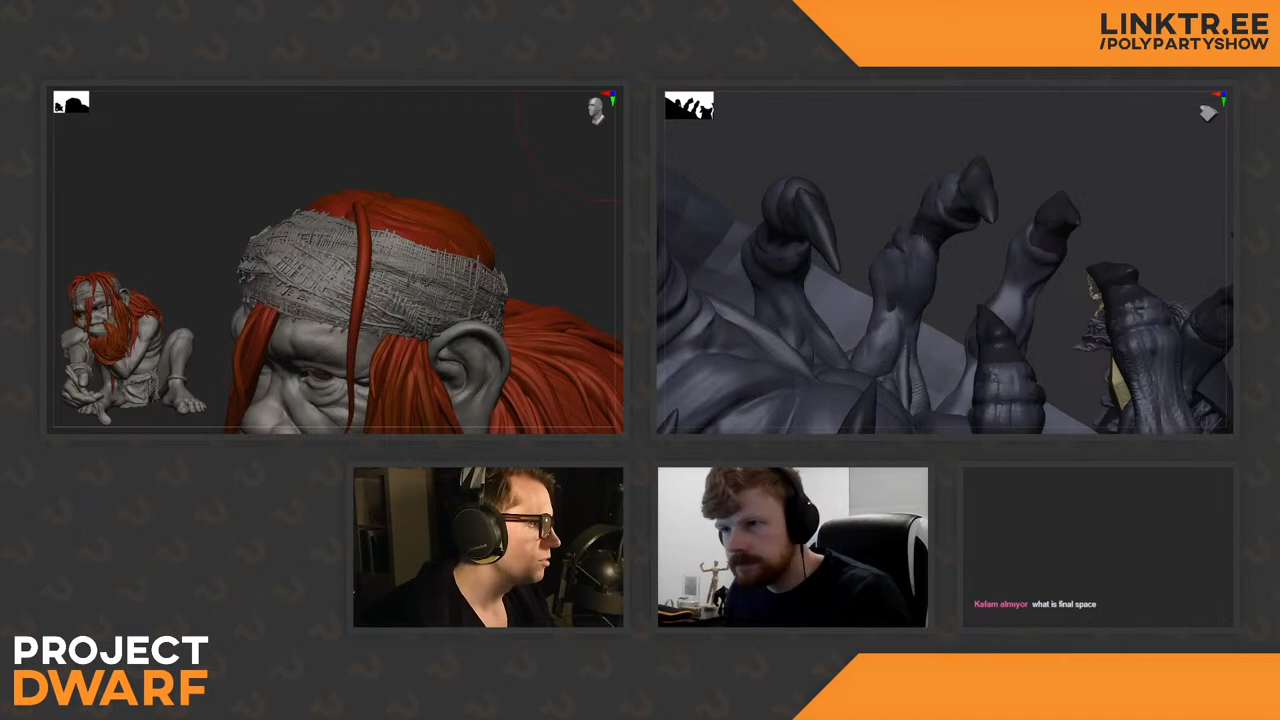 LINKTR.EE
/POLYPARTYSHOW
Kafam almıyor what is final space
PROJECT
DWARF